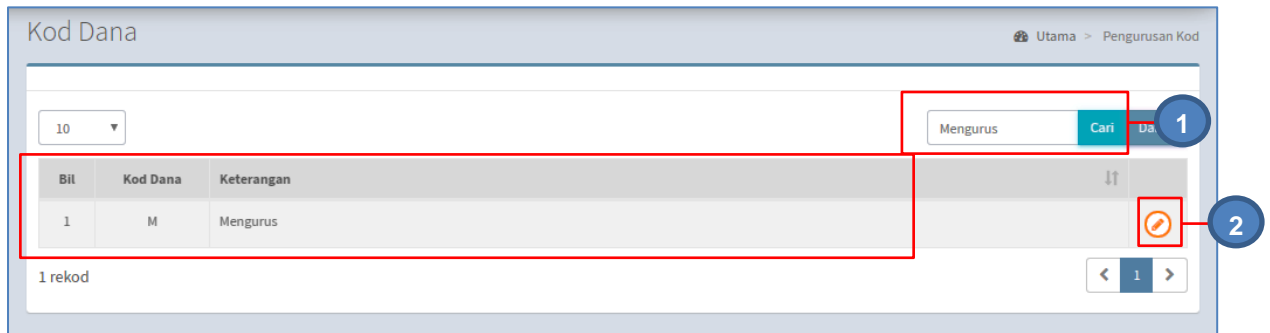 Kod Dana
Utama > Pengurusan Kod
10
Mengurus Cari
1
Bil Kod Dana Keterangan
1 M Mengurus
2
1 rekod
1